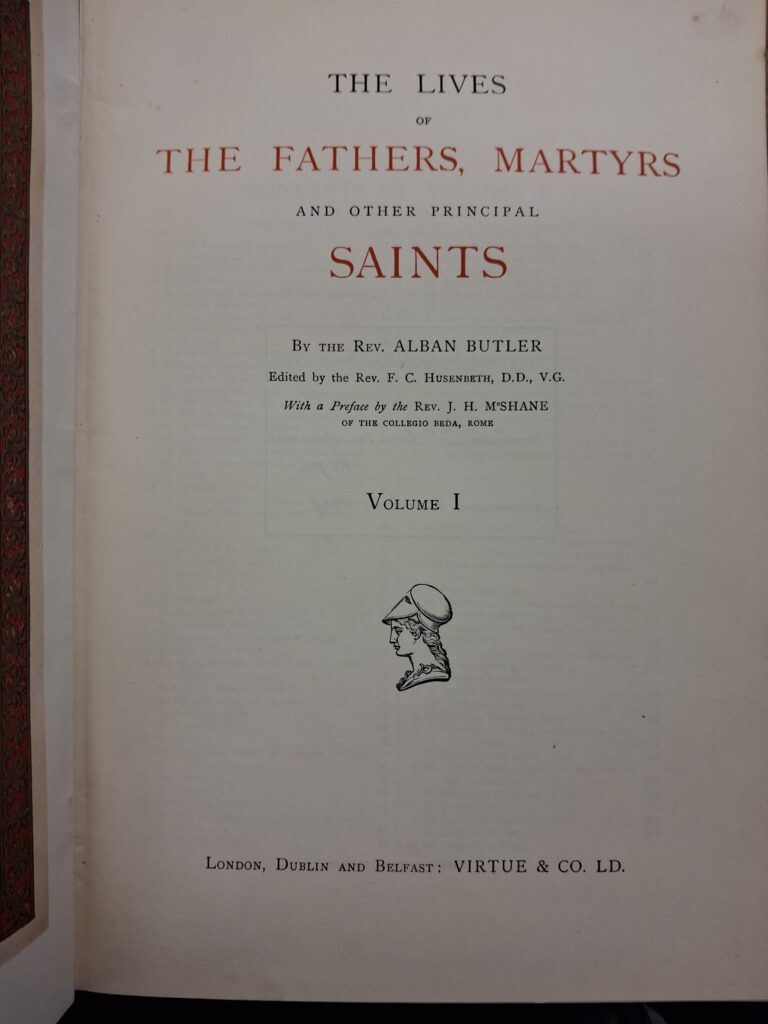 THE LIVES
OF
THE FATHERS, MARTYRS
AND OTHER PRINCIPAL
SAINTS
BY THE REV. ALBAN BUTLER
Edited by the Rev. F. C. HUSENBETH, D.D., V.G.
With a Preface by the REV. J. H. McSHANE
OF THE COLLEGIO BEDA, ROME
VOLUME I
LONDON, DUBLIN AND BELFAST: VIRTUE & CO. LD.